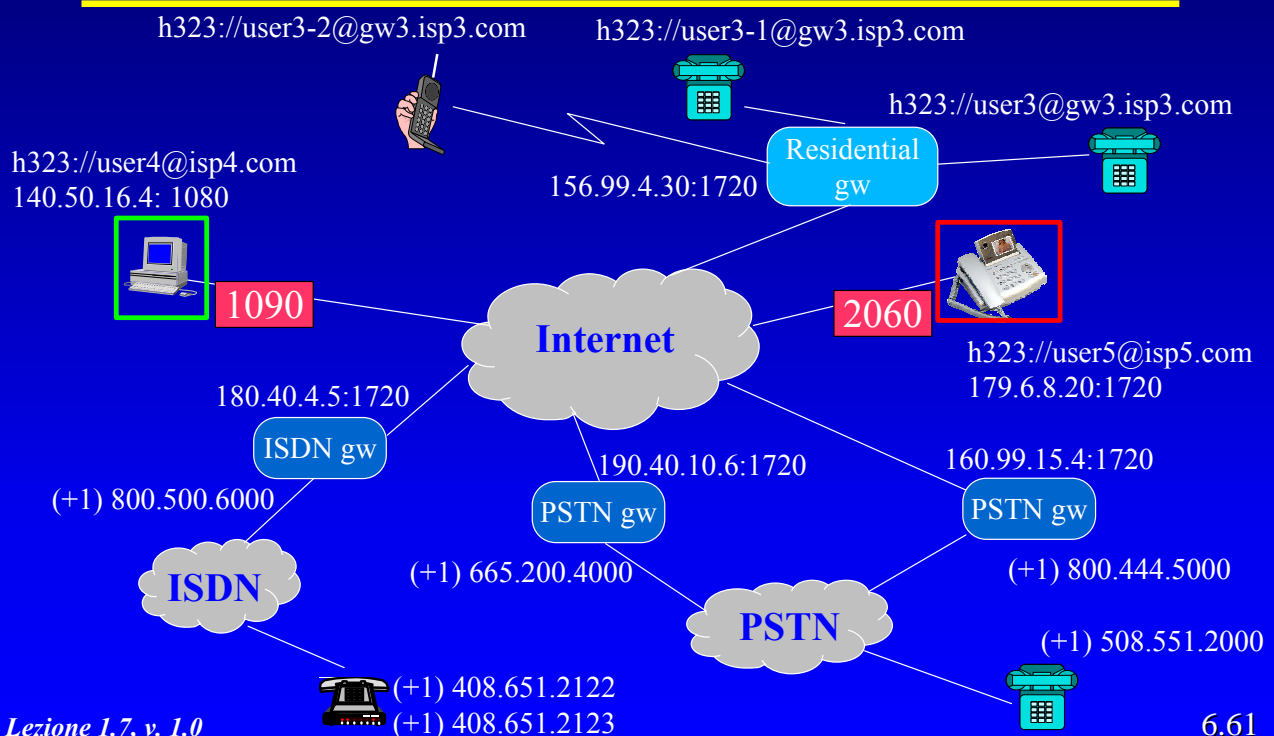 h323://user3-2@gw3.isp3.com
h323://user3-1@gw3.isp3.com
h323://user3@gw3.isp3.com
h323://user4@isp4.com
140.50.16.4: 1080
Residential
gw
156.99.4.30:1720
1090
2060
Internet
h323://user5@isp5.com
179.6.8.20:1720
180.40.4.5:1720
ISDN gw
190.40.10.6:1720
160.99.15.4:1720
(+1) 800.500.6000
PSTN gw
PSTN gw
(+1) 665.200.4000
(+1) 800.444.5000
ISDN
PSTN
(+1) 508.551.2000
(+1) 408.651.2122
(+1) 408.651.2123
Lezione 1.7, v. 1.0
6.61